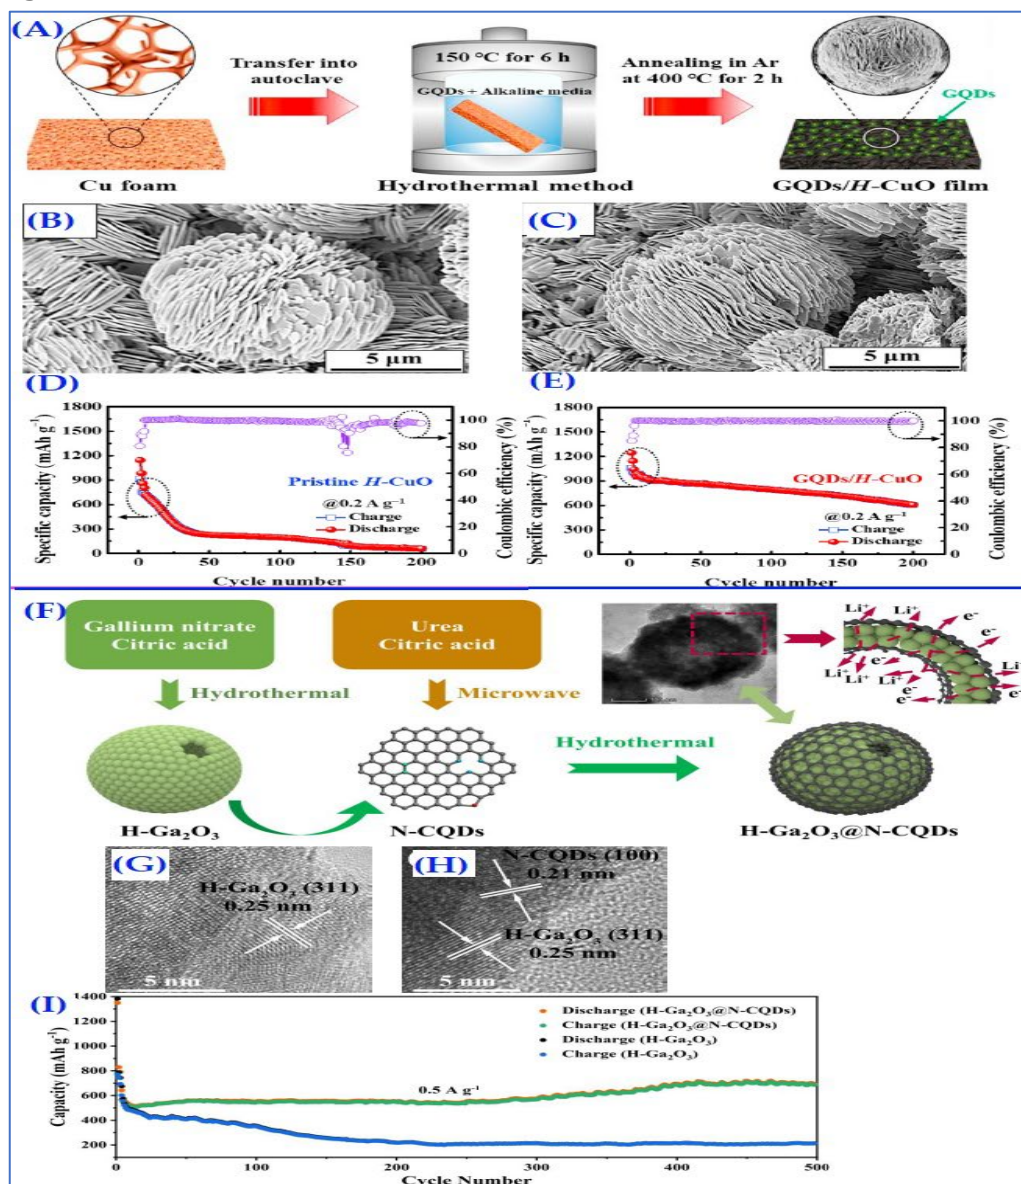 (A)
Transfer into
autoclave
150 °C for 6 h
GQDs + Alkaline media
Annealing in Ar
at 400 °C for 2 h
GQDs
Cu foam
Hydrothermal method
GQDs/H-CuO film
(B)
5 μm
(C)
5 μm
(D)
Specific capacity (mAh g⁻¹)
1800
1500
1200
900
600
300
0
Pristine H-CuO
@0.2 A g⁻¹
Charge
Discharge
0 50 100 150 200
Cycle number
100
80
60
40
20
0
Coulombic efficiency (%)
(E)
Specific capacity (mAh g⁻¹)
1800
1500
1200
900
600
300
0
GQDs/H-CuO
@0.2 A g⁻¹
Charge
Discharge
0 50 100 150 200
Cycle number
100
80
60
40
20
0
Coulombic efficiency (%)
(F)
Gallium nitrate
Citric acid
Urea
Citric acid
Hydrothermal
Microwave
Li⁺
Li⁺
e⁻
e⁻
e⁻
Li⁺
Li⁺
Li⁺
Li⁺
e⁻
e⁻
Li⁺
e⁻
Hydrothermal
H-Ga₂O₃
N-CQDs
H-Ga₂O₃@N-CQDs
(G)
H-Ga₂O₃ (311)
0.25 nm
5 nm
(H)
N-CQDs (100)
0.21 nm
H-Ga₂O₃ (311)
0.25 nm
5 nm
(I)
Capacity (mAh g⁻¹)
1400
1200
1000
800
600
400
200
Discharge (H-Ga₂O₃@N-CQDs)
Charge (H-Ga₂O₃@N-CQDs)
Discharge (H-Ga₂O₃)
Charge (H-Ga₂O₃)
0.5 A g⁻¹
0 100 200 300 400 500
Cycle Number